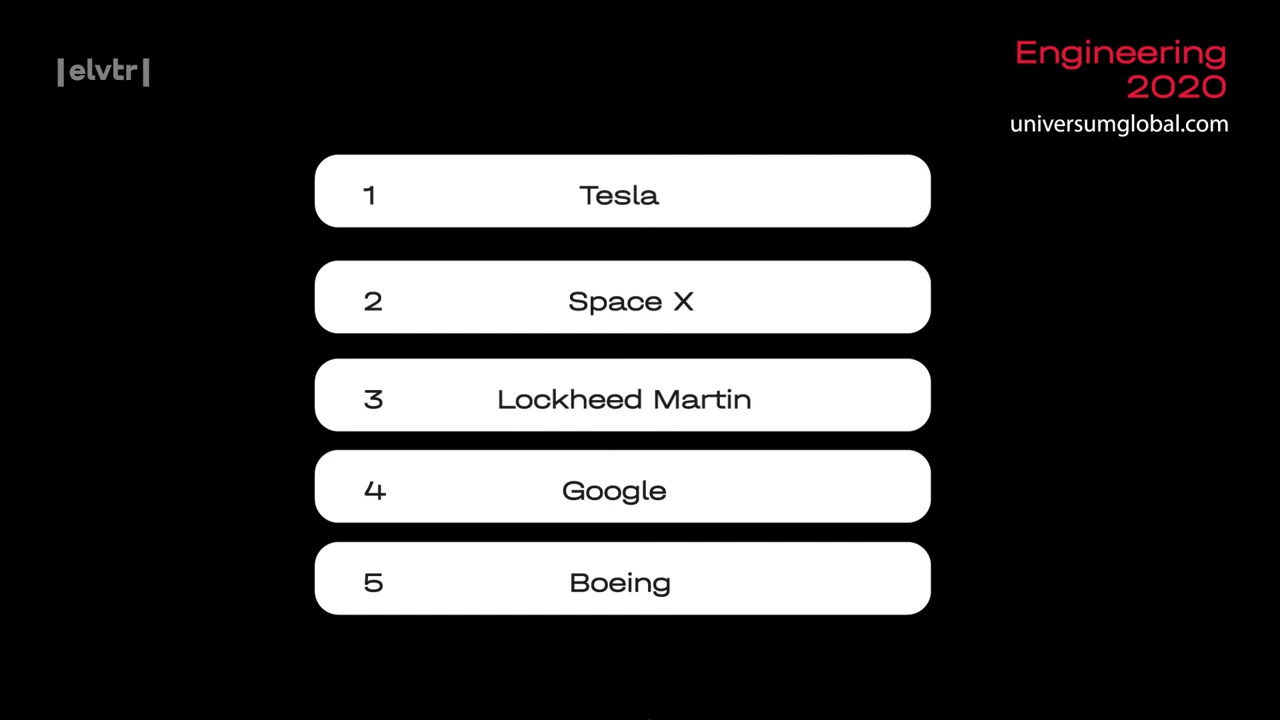 |elvtr|
Engineering
2020
universumglobal.com
1 Tesla
2 Space X
3 Lockheed Martin
4 Google
5 Boeing